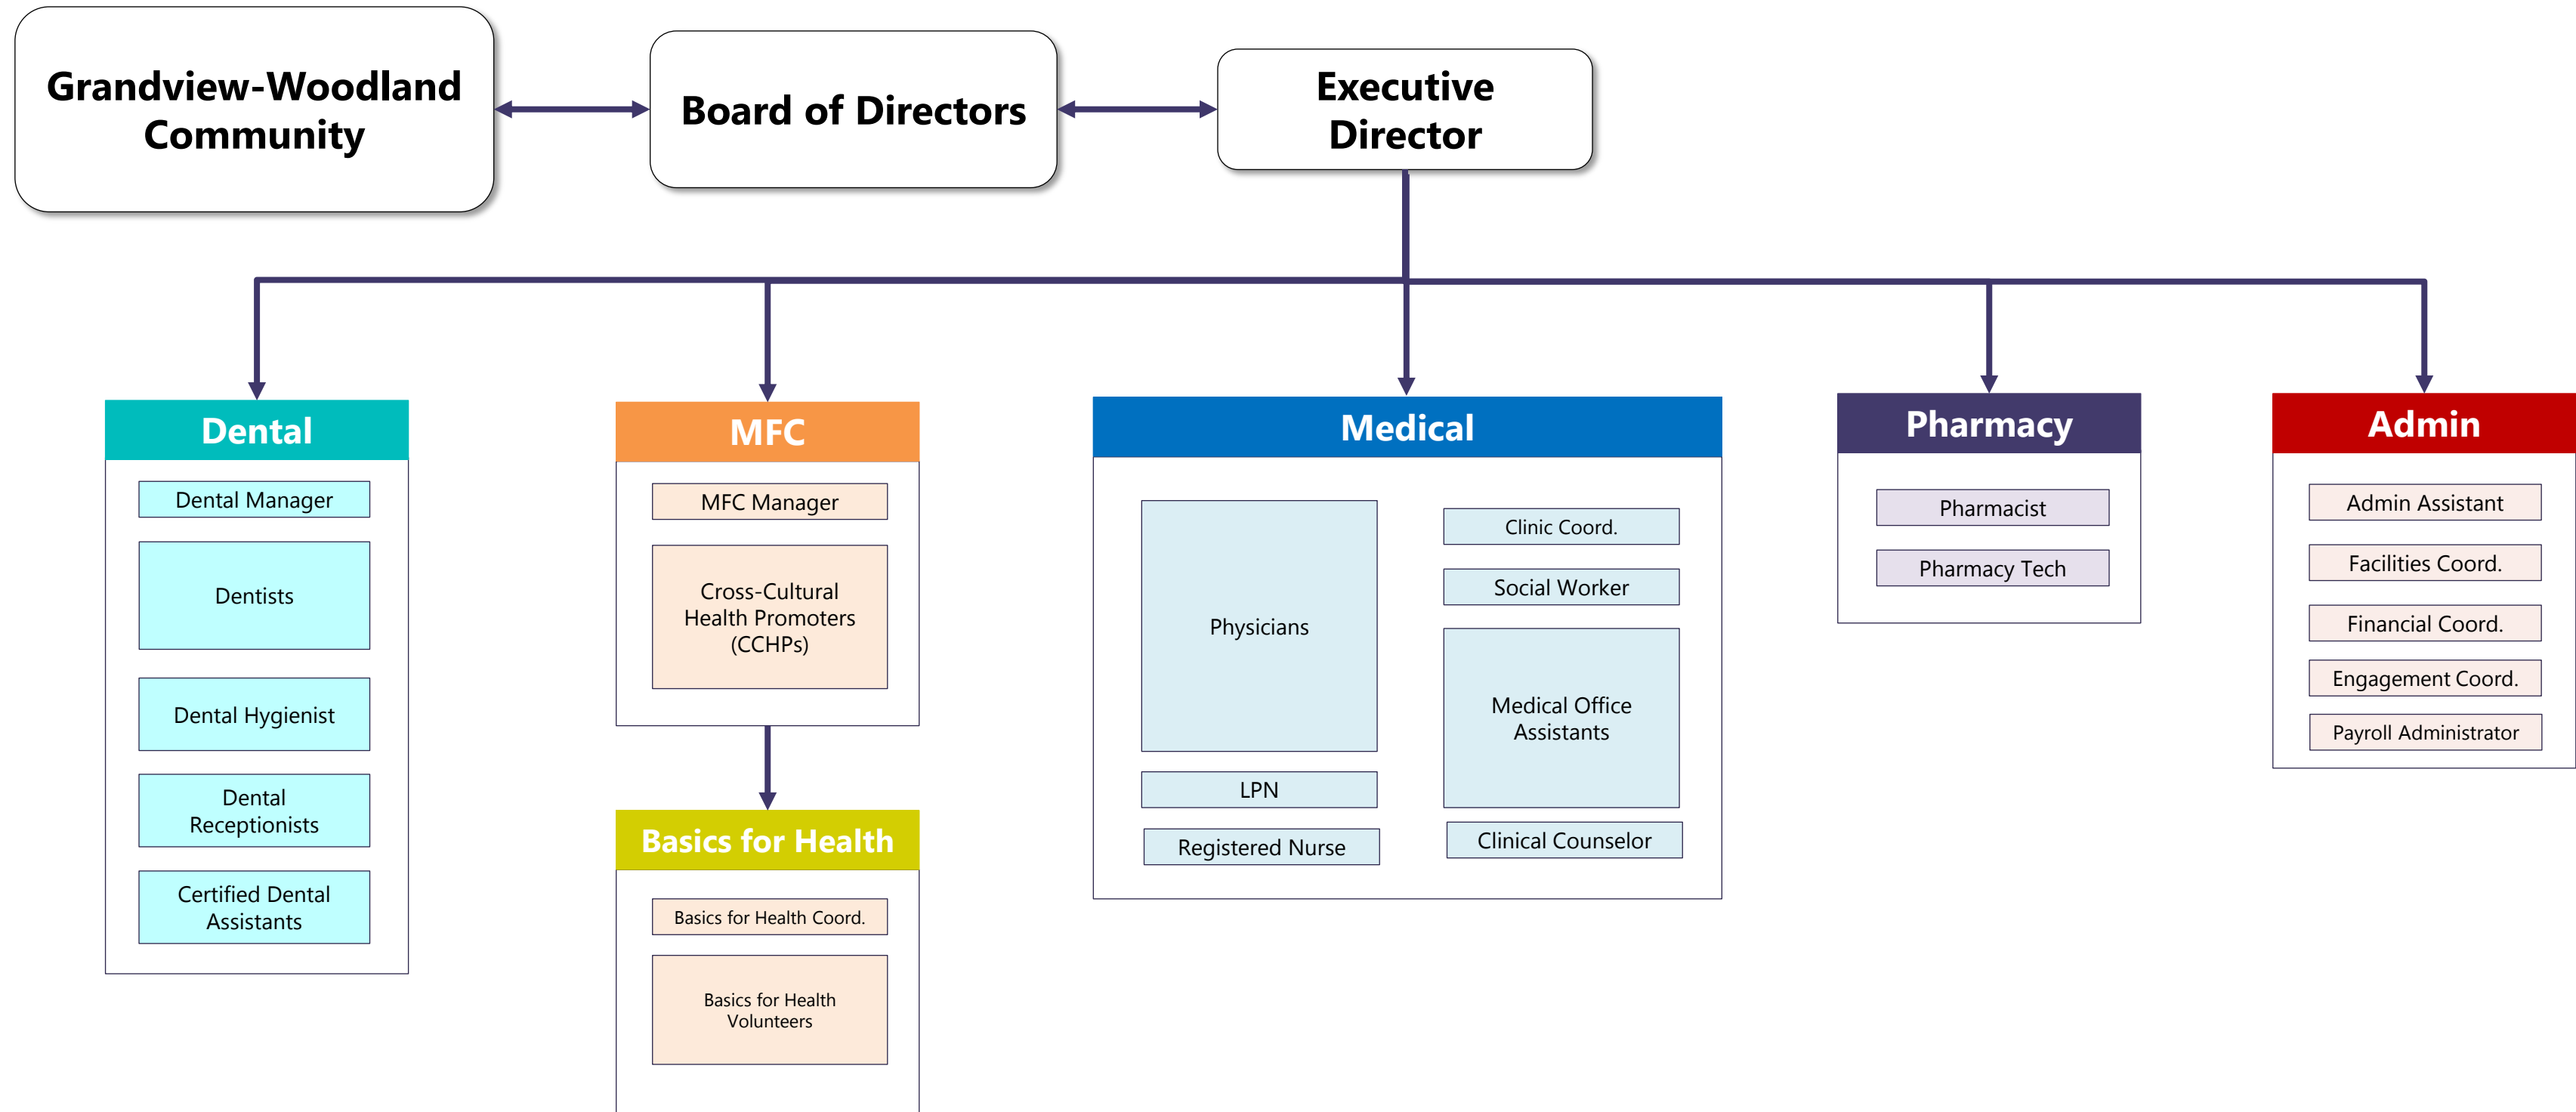 Grandview-Woodland
Community
Board of Directors
Executive
Director
Dental
Dental Manager
Dentists
Dental Hygienist
Dental
Receptionists
Certified Dental
Assistants
MFC
MFC Manager
Cross-Cultural
Health Promoters
(CCHPs)
Basics for Health
Basics for Health Coord.
Basics for Health
Volunteers
Medical
Physicians
LPN
Registered Nurse
Clinic Coord.
Social Worker
Medical Office
Assistants
Clinical Counselor
Pharmacy
Pharmacist
Pharmacy Tech
Admin
Admin Assistant
Facilities Coord.
Financial Coord.
Engagement Coord.
Payroll Administrator